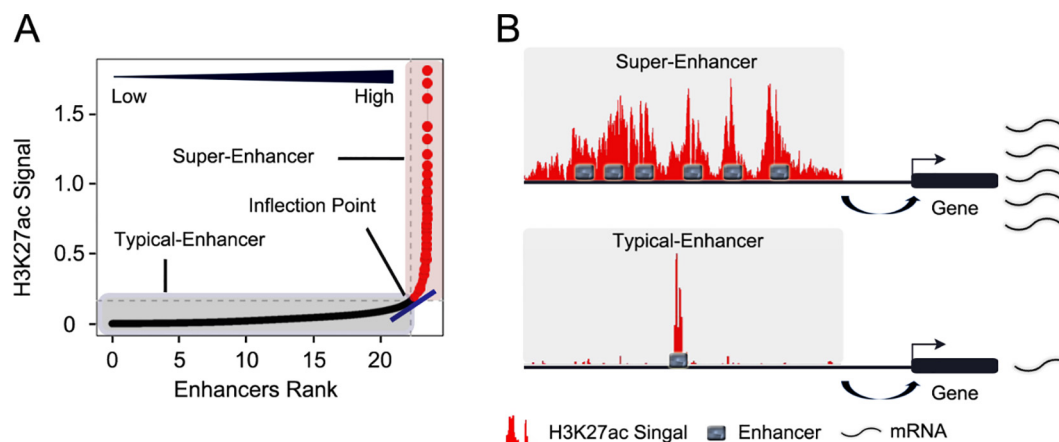 A
H3K27ac Signal
1.5
1.0
0.5
0
Low
High
Super-Enhancer
Inflection Point
Typical-Enhancer
0
5
10
15
20
Enhancers Rank
B
Super-Enhancer
Gene
Typical-Enhancer
Gene
H3K27ac Singal
Enhancer
mRNA